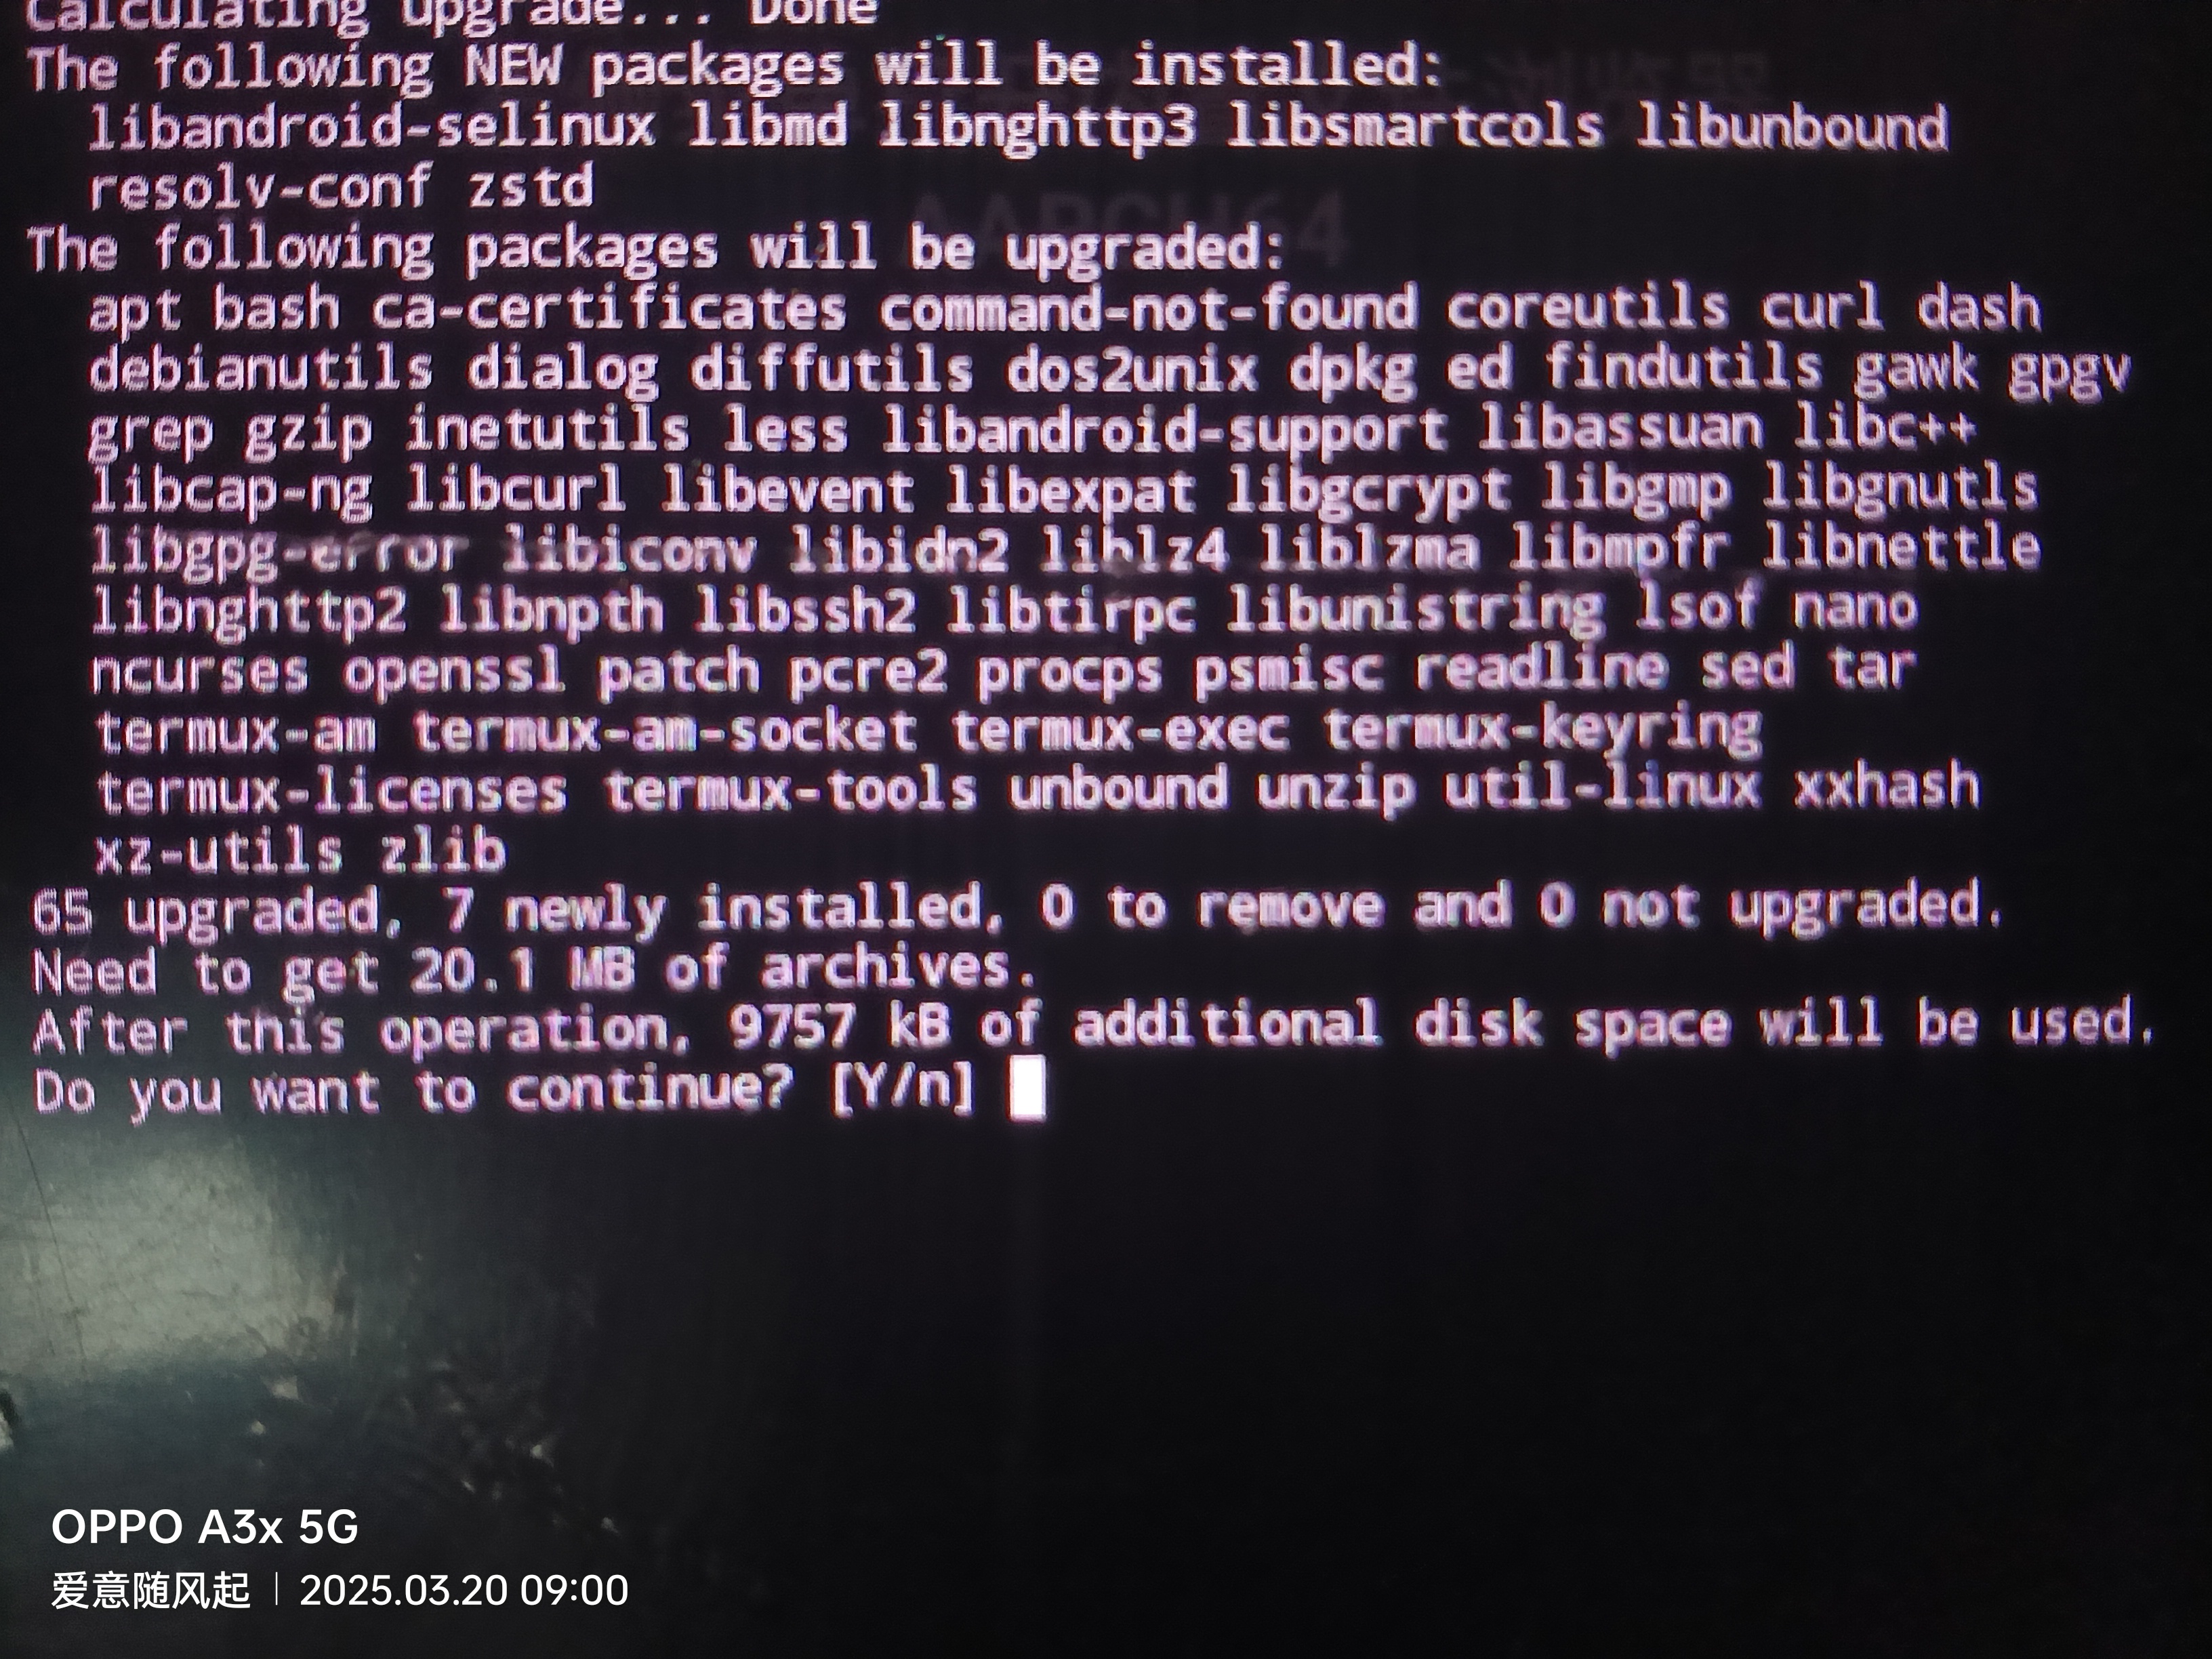 Calculating upgrade... Done
The following NEW packages will be installed:
libandroid-selinux libmd libnghttp3 libsmartcols libunbound
resolv-conf zstd
AARCH64
The following packages will be upgraded:
apt bash ca-certificates command-not-found coreutils curl dash
debianutils dialog diffutils dos2unix dpkg ed findutils gawk gpgv
grep gzip inetutils less libandroid-support libassuan libc++
libcap-ng libcurl libevent libexpat libgcrypt libgmp libgnutls
libgpg-error libiconv libidn2 liblz4 liblzma libmpfr libnettle
libnghttp2 libnpth libssh2 libtirpc libunistring lsof nano
ncurses openssl patch pcre2 procps psmisc readline sed tar
termux-am termux-am-socket termux-exec termux-keyring
termux-licenses termux-tools unbound unzip util-linux xxhash
xz-utils zlib
65 upgraded, 7 newly installed, 0 to remove and 0 not upgraded.
Need to get 20.1 MB of archives.
After this operation, 9757 kB of additional disk space will be used.
Do you want to continue? [Y/n]
OPPO A3x 5G
爱意随风起 | 2025.03.20 09:00